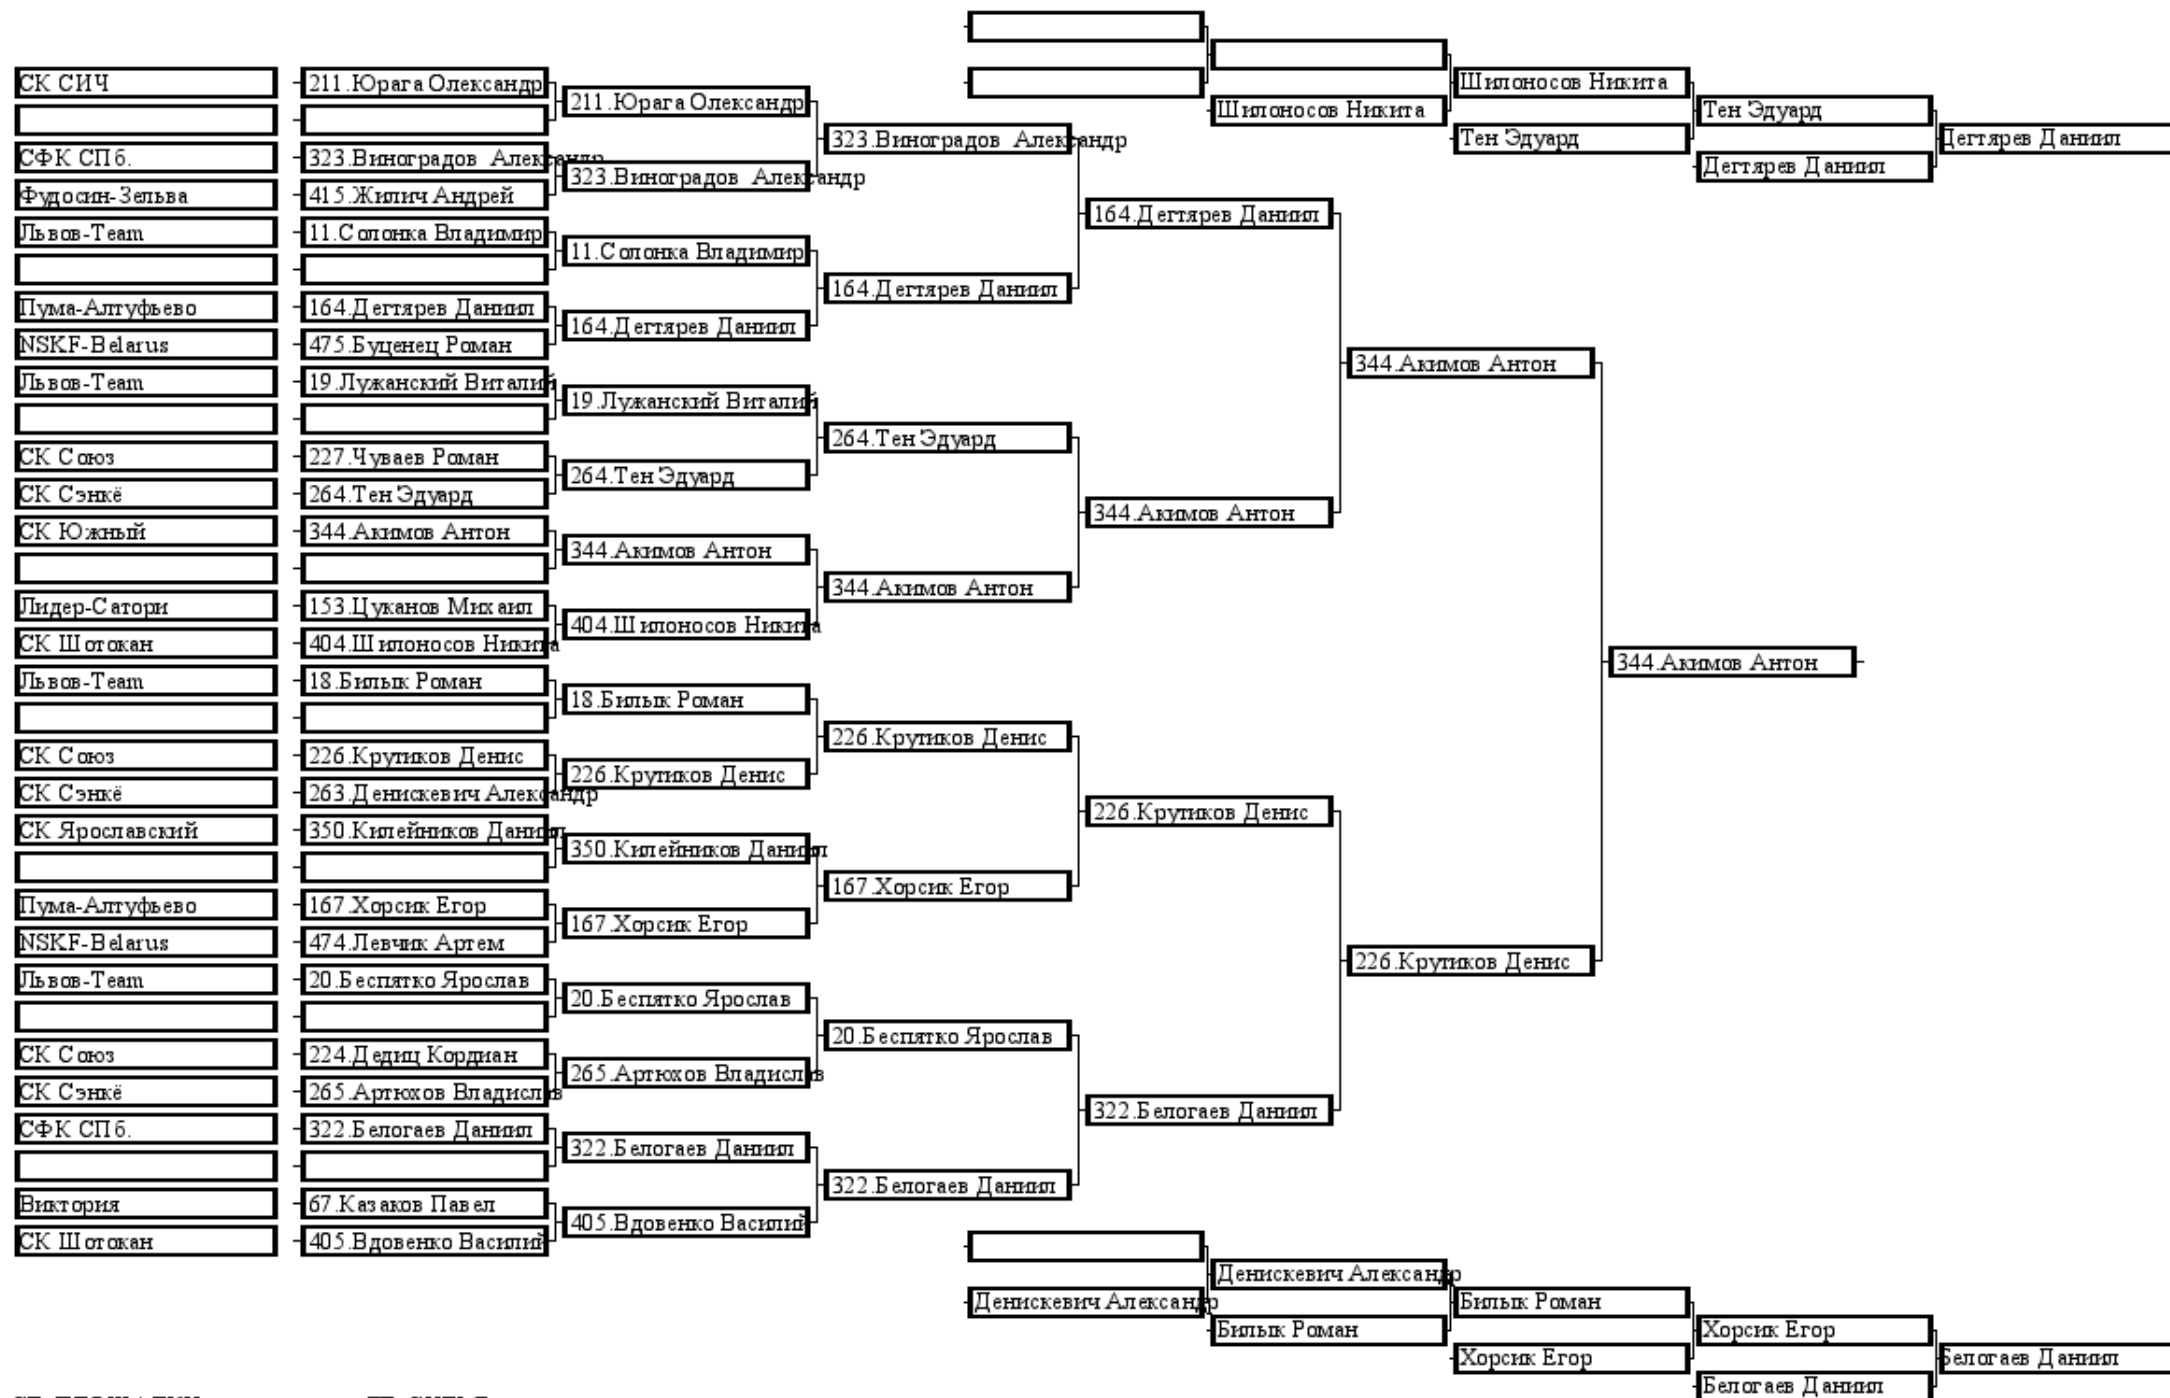 СК СИЧ
211.Юрага Олександр
СФК СПб.
323.Виноградов Александр
Фудосин-Зельва
415.Жилич Андрей
Львов-Team
11.Солонка Владимир
Пума-Алтуфьево
164.Дегтярев Даниил
NSKF-Belarus
475.Буценец Роман
Львов-Team
19.Лужанский Виталий
СК Союз
227.Чуваев Роман
СК Сэнкё
264.Тен Эдуард
СК Южный
344.Акимов Антон
Лидер-Сатори
153.Цуканов Михаил
СК Шотокан
404.Шилоносов Никита
Львов-Team
18.Билык Роман
СК Союз
226.Крутиков Денис
СК Сэнкё
263.Денискевич Александр
СК Ярославский
350.Килейников Даниил
Пума-Алтуфьево
167.Хорсик Егор
NSKF-Belarus
474.Левчик Артем
Львов-Team
20.Беспятко Ярослав
СК Союз
224.Дедиц Кордиан
СК Сэнкё
265.Артюхов Владислав
СФК СПб.
322.Белогаев Даниил
Виктория
67.Казаков Павел
СК Шотокан
405.Вдовенко Василий
211.Юрага Олександр
323.Виноградов Александр
11.Солонка Владимир
164.Дегтярев Даниил
19.Лужанский Виталий
264.Тен Эдуард
344.Акимов Антон
404.Шилоносов Никита
18.Билык Роман
226.Крутиков Денис
350.Килейников Даниил
167.Хорсик Егор
20.Беспятко Ярослав
265.Артюхов Владислав
322.Белогаев Даниил
405.Вдовенко Василий
323.Виноградов Александр
164.Дегтярев Даниил
264.Тен Эдуард
344.Акимов Антон
226.Крутиков Денис
167.Хорсик Егор
20.Беспятко Ярослав
322.Белогаев Даниил
164.Дегтярев Даниил
344.Акимов Антон
226.Крутиков Денис
322.Белогаев Даниил
344.Акимов Антон
226.Крутиков Денис
344.Акимов Антон
Шилоносов Никита
Шилоносов Никита
Тен Эдуард
Тен Эдуард
Дегтярев Даниил
Дегтярев Даниил
Денискевич Александр
Денискевич Александр
Билык Роман
Билык Роман
Хорсик Егор
Хорсик Егор
Белогаев Даниил
Белогаев Даниил